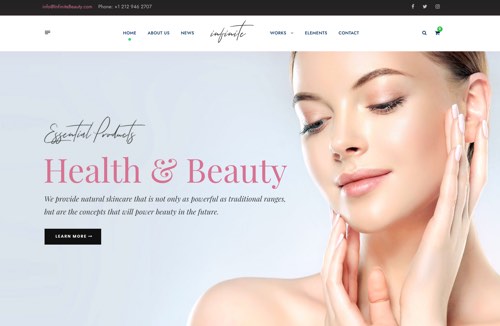 info@InfiniteBeauty.com Phone: +1 212 946 2707
HOME ABOUT US NEWS infinite WORKS ELEMENTS CONTACT
Essential Products
Health & Beauty
We provide natural skincare that is not only as powerful as traditional ranges,
but are the concepts that will power beauty in the future.
LEARN MORE